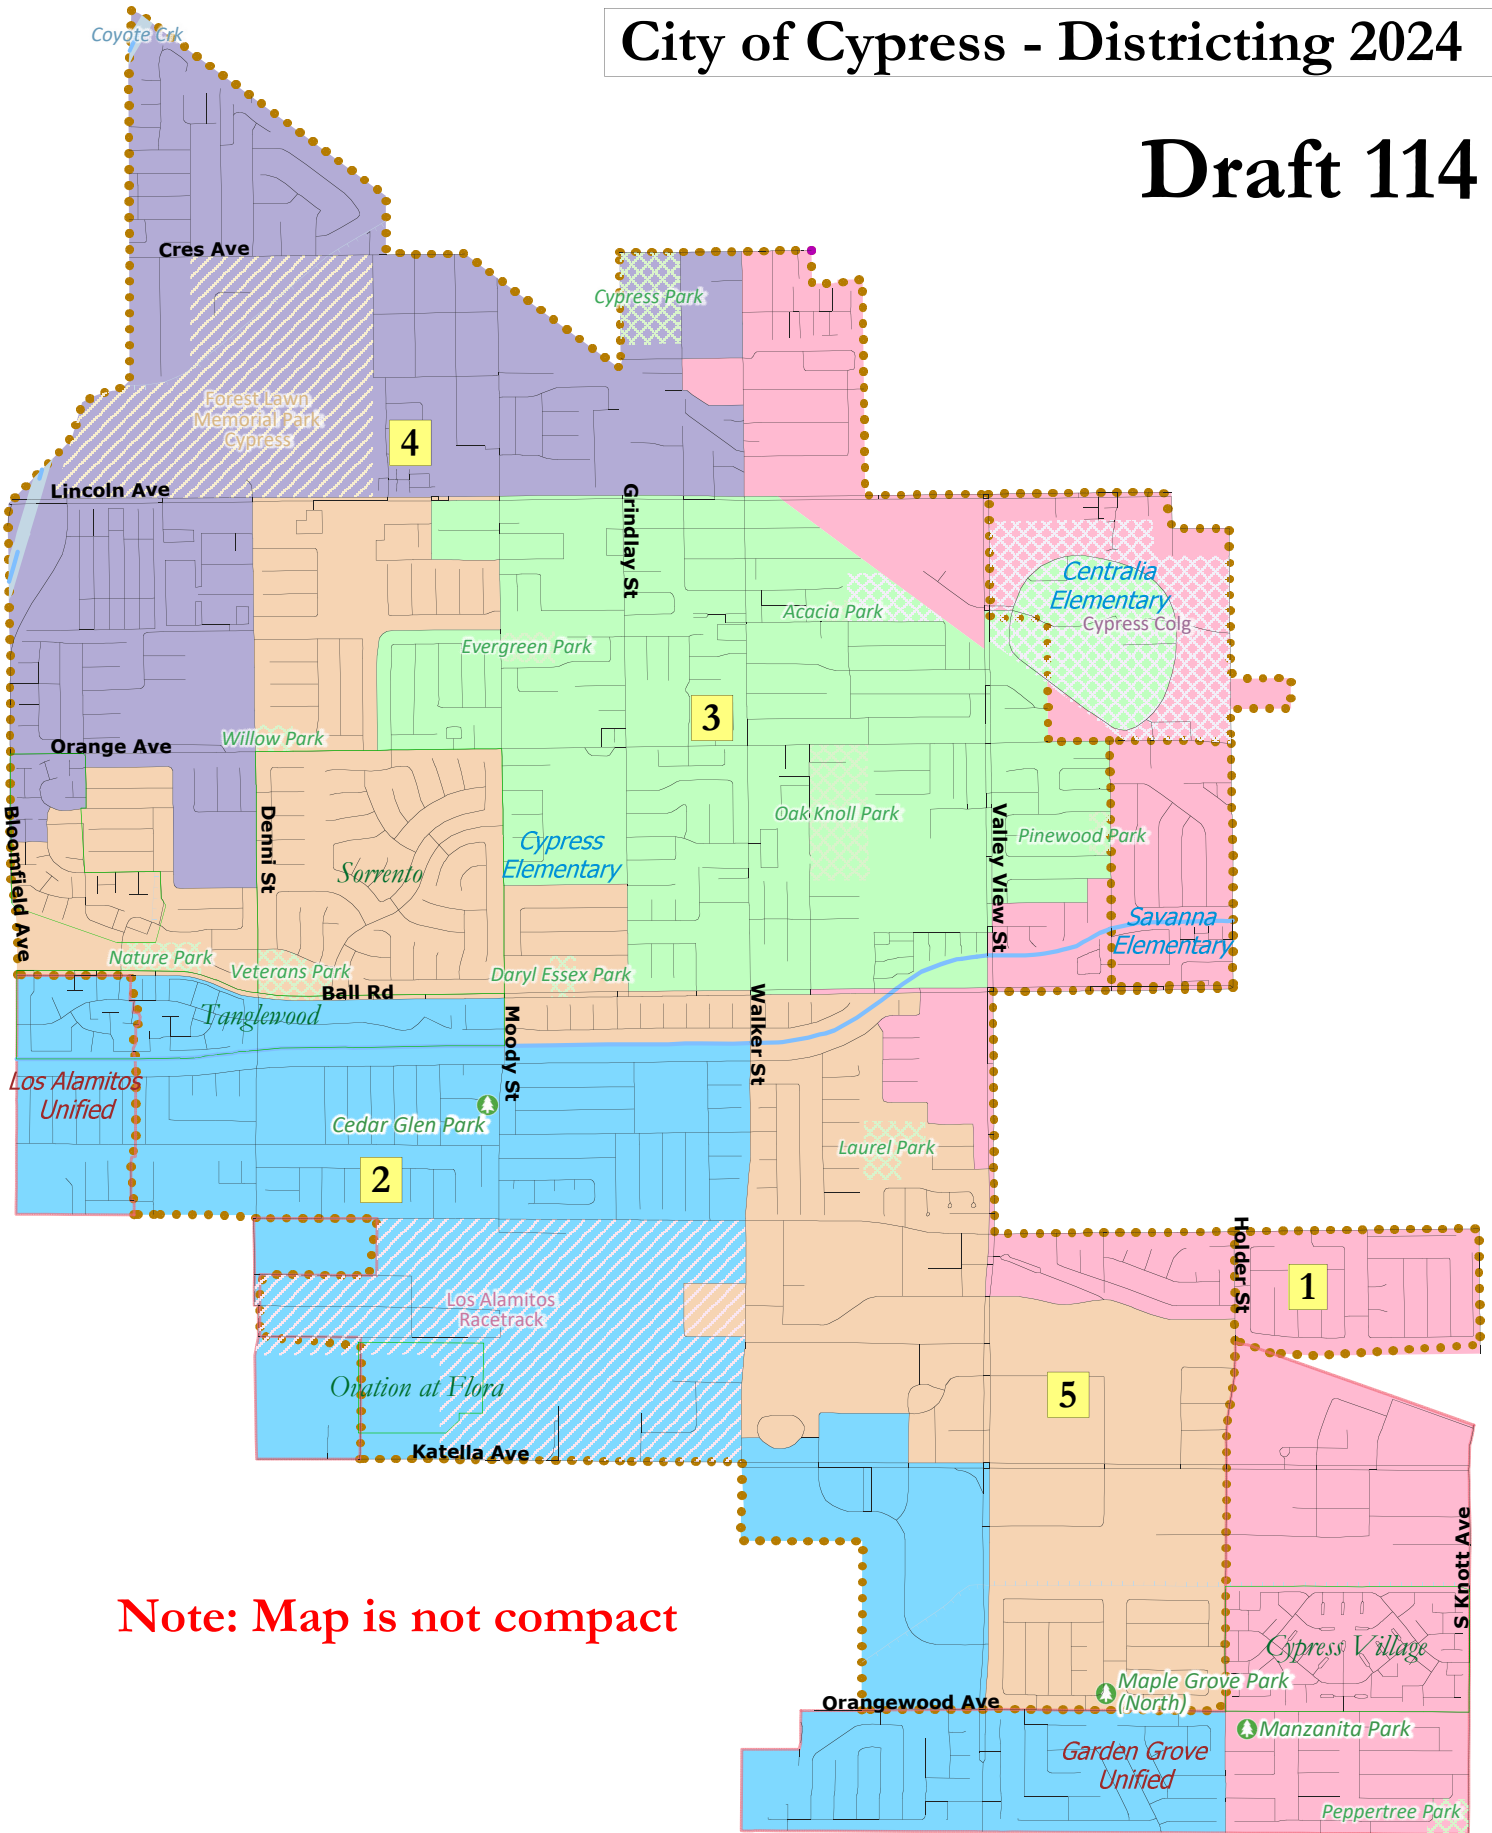 City of Cypress - Districting 2024
Draft 114
Coyote Crk
Cres Ave
Cypress Park
Forest Lawn
Memorial Park
Cypress
4
Lincoln Ave
Grindlay St
Centralia
Elementary
Cypress Colg
Acacia Park
Evergreen Park
3
Willow Park
Orange Ave
Bloomfield Ave
Denni St
Oak Knoll Park
Valley View St
Pinewood Park
Cypress
Elementary
Sorrento
Savanna
Elementary
Nature Park
Veterans Park
Daryl Essex Park
Ball Rd
Tanglewood
Moody St
Walker St
Los Alamitos
Unified
Cedar Glen Park
Laurel Park
2
Holder St
1
Los Alamitos
Racetrack
Ovation at Flora
5
Katella Ave
S Knott Ave
Note: Map is not compact
Cypress Village
Maple Grove Park
(North)
Orangewood Ave
Manzanita Park
Garden Grove
Unified
Peppertree Park